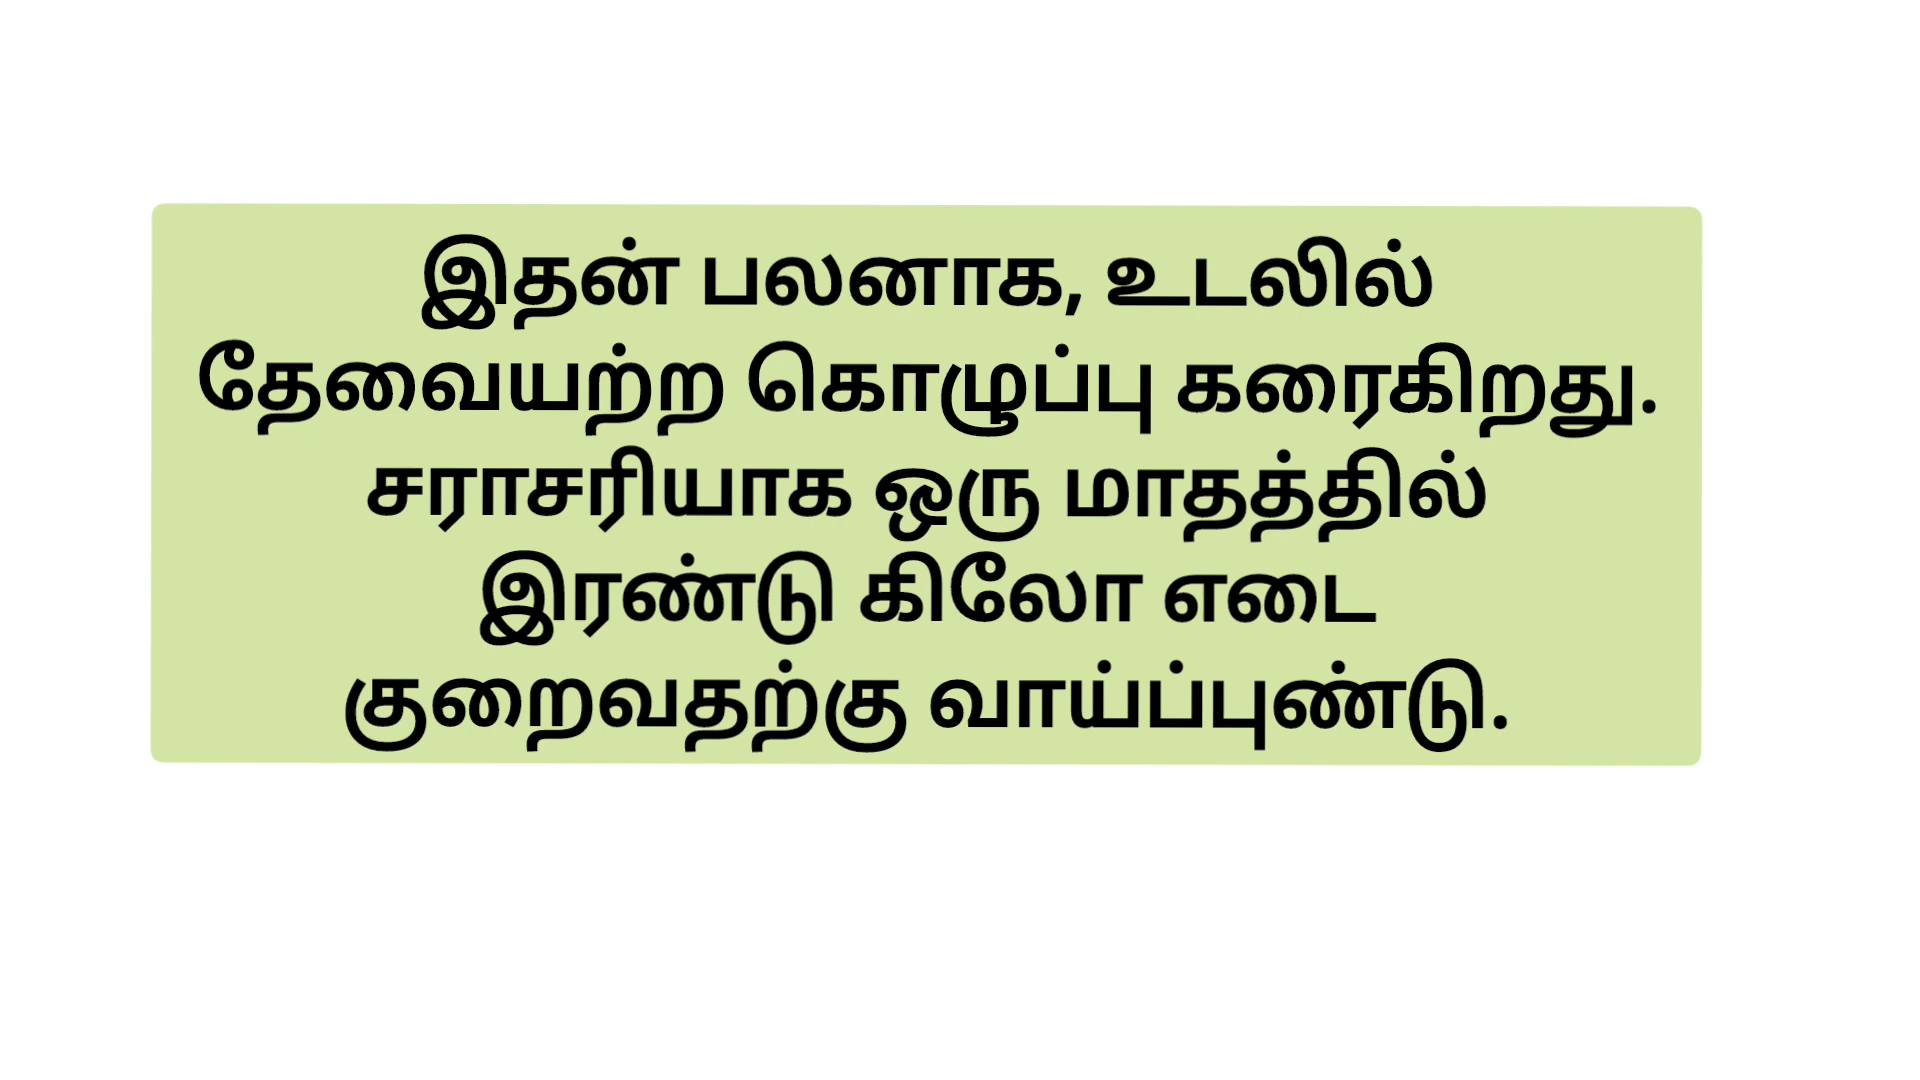 இதன் பலனாக, உடலில்
தேவையற்ற கொழுப்பு கரைகிறது.
சராசரியாக ஒரு மாதத்தில்
இரண்டு கிலோ எடை
குறைவதற்கு வாய்ப்புண்டு.